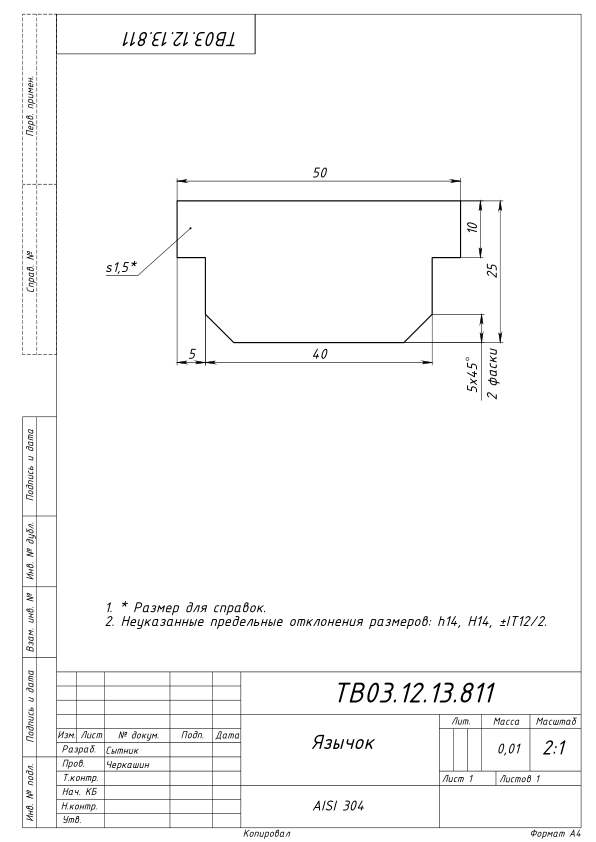 ТВ03.12.13.811
Перв. примен.
Справ. №
Подпись и дата
Инв. № дубл.
Взам. инв. №
Подпись и дата
Инв. № подл.
50
10
25
s1,5*
5
40
5x45°
2 фаски
1. * Размер для справок.
2. Неуказанные предельные отклонения размеров: h14, H14, ±IT12/2.
ТВ03.12.13.811
Изм. Лист № докум. Подп. Дата
Разраб. Сытник
Пров. Черкашин
Т.контр.
Нач. КБ
Н.контр.
Утв.
Язычок
AISI 304
Лит. Масса Масштаб
0,01 2:1
Лист 1 Листов 1
Копировал Формат А4